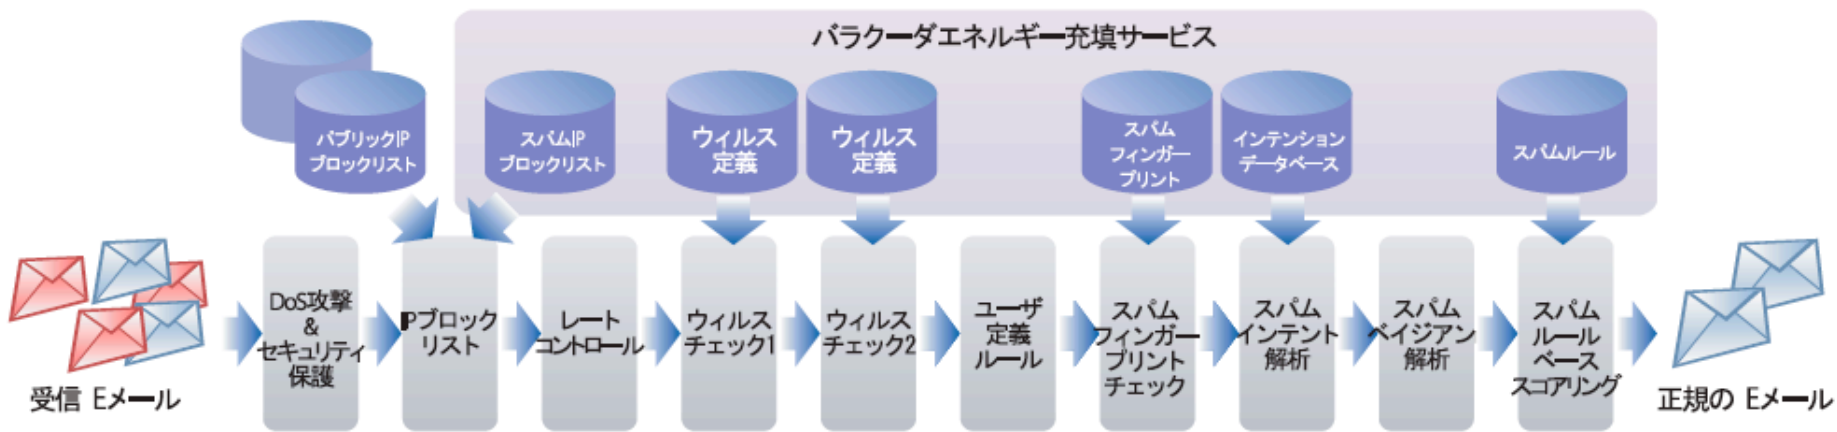 バラクーダエネルギー充填サービス
パブリックIP
ブロックリスト
スパムIP
ブロックリスト
ウィルス
定義
ウィルス
定義
スパム
フィンガー
プリント
インテンション
データベース
スパムルール
受信 Eメール
DoS攻撃
&
セキュリティ
保護
IPブロック
リスト
レート
コントロール
ウィルス
チェック1
ウィルス
チェック2
ユーザ
定義
ルール
スパム
フィンガー
プリント
チェック
スパム
インテント
解析
スパム
ベイジアン
解析
スパム
ルール
ベース
スコアリング
正規の Eメール